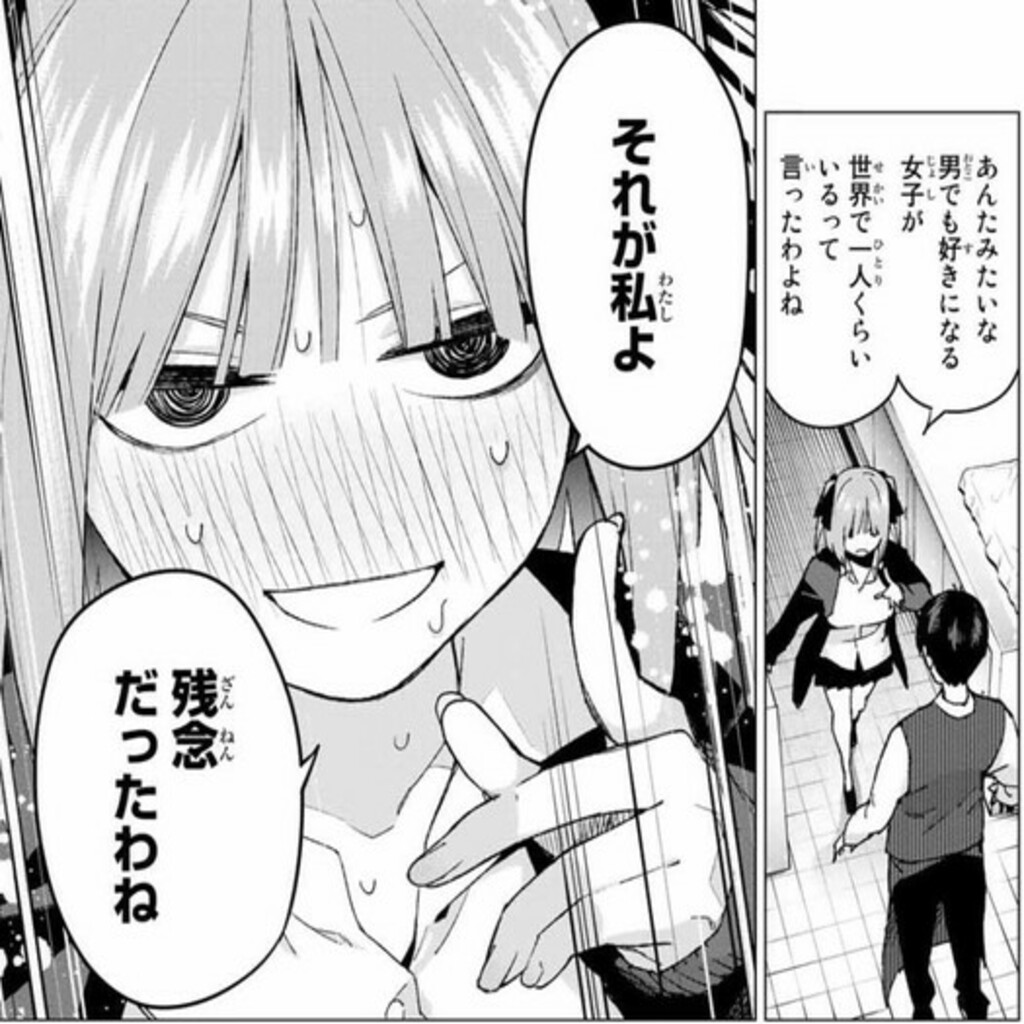 あんたみたいな
男でも好きになる
女子が
世界で一人くらい
いるって
言ったわよね
それが私よ
残念
だったわね